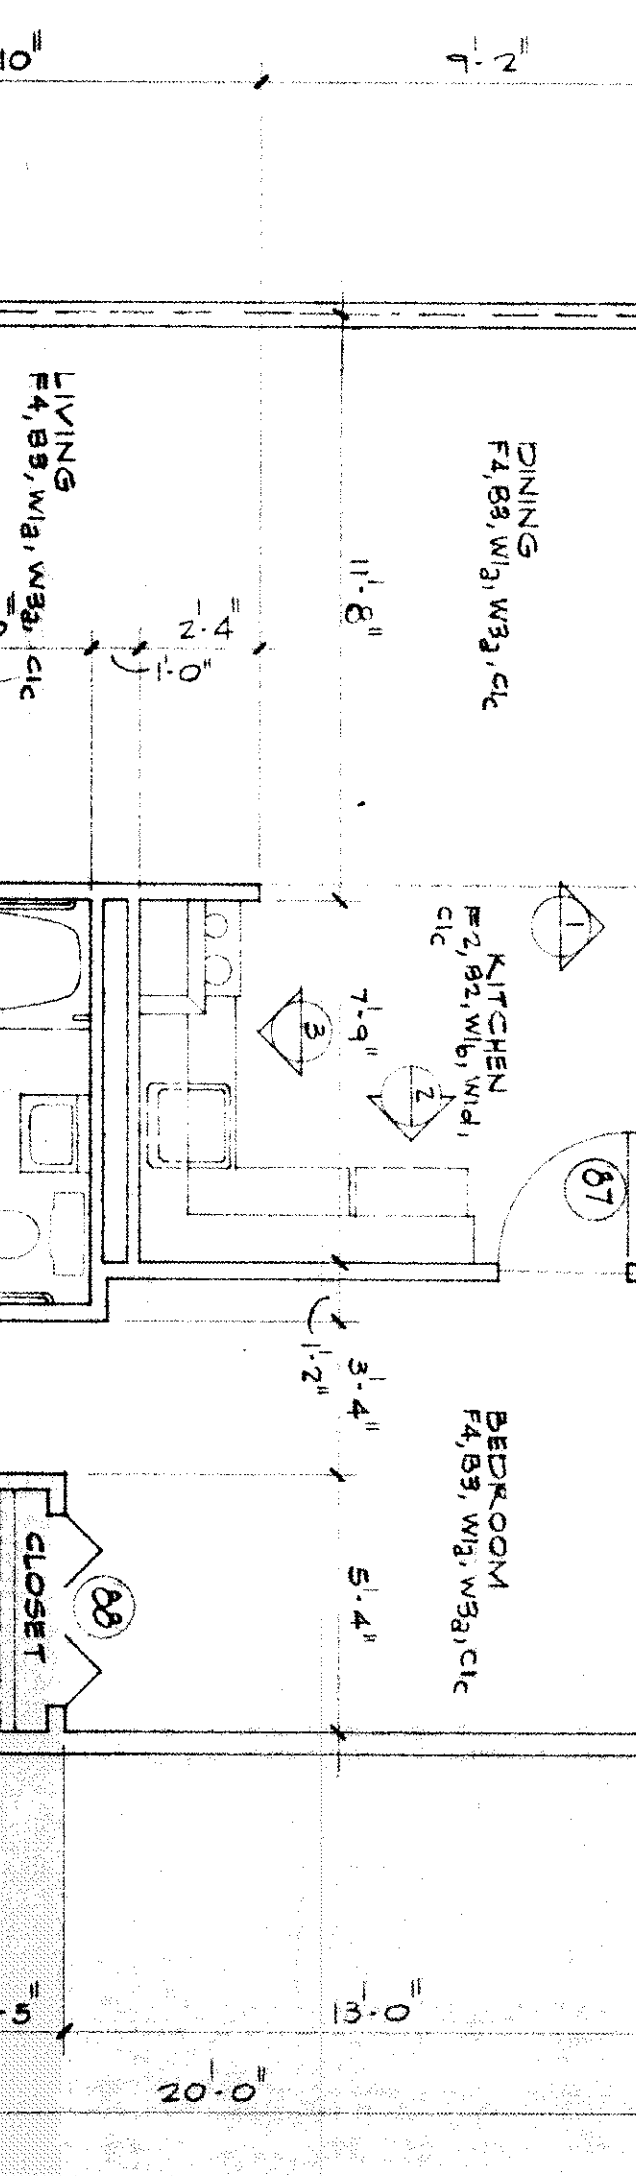 9'-2"
LIVING
F4, B3, W1a, W3a, C1c
DINING
F4, B3, W1a, W3a, C1c
11'-8"
2'-4"
1'-0"
KITCHEN
F2, B2, W1b, W1d,
C1c
1
2
3
7'-9"
87
1'-2"
3'-4"
BEDROOM
F4, B3, W1a, W3a, C1c
5'-4"
CLOSET
88
13'-0"
20'-0"